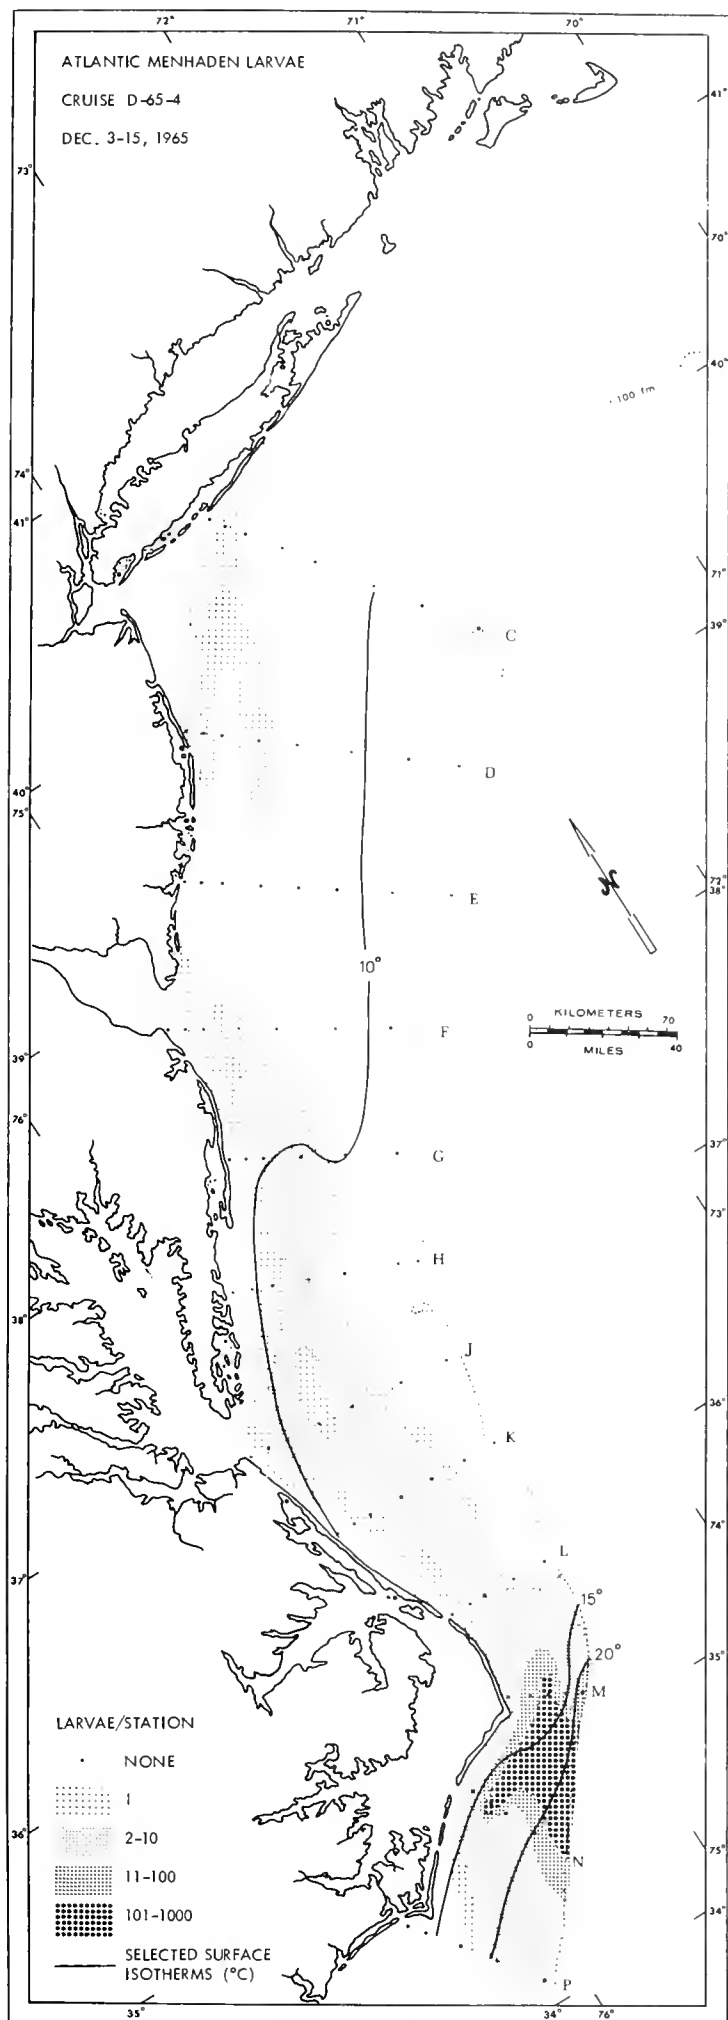 72° 71° 70°
ATLANTIC MENHADEN LARVAE
CRUISE D-65-4
DEC. 3-15, 1965
41°
73°
70°
40°
100 fm
74°
41°
71°
39°
C
D
40°
75°
72°
38°
E
10°
KILOMETERS
0 70
0 40
MILES
F
39°
76°
37°
G
73°
H
38°
J
36°
K
74°
L
37°
15°
35°
20°
M
LARVAE/STATION
NONE
1
2-10
11-100
101-1000
SELECTED SURFACE
ISOTHERMS (°C)
36°
75°
N
34°
P
35° 34° 76°